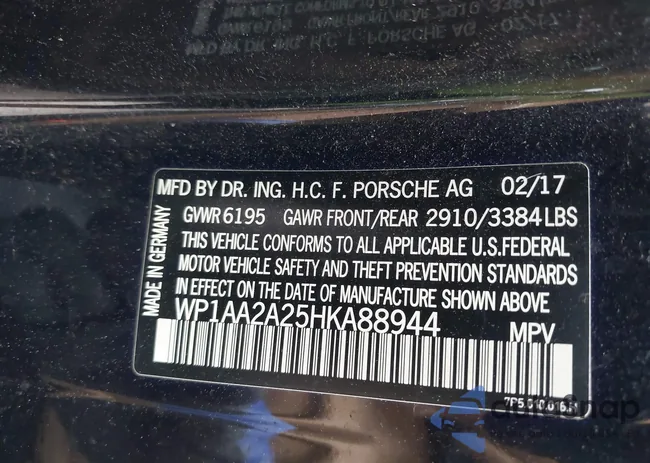 MFD BY DR. ING. H.C. F. PORSCHE AG 02/17
GWWR 6195 GAWR FRONT/REAR 2910/3384 LBS
THIS VEHICLE CONFORMS TO ALL APPLICABLE U.S.FEDERAL
MOTOR VEHICLE SAFETY AND THEFT PREVENTION STANDARDS
IN EFFECT ON THE DATE OF MANUFACTURE SHOWN ABOVE
WP1AA2A25HKA88944 MPV
MADE IN GERMANY